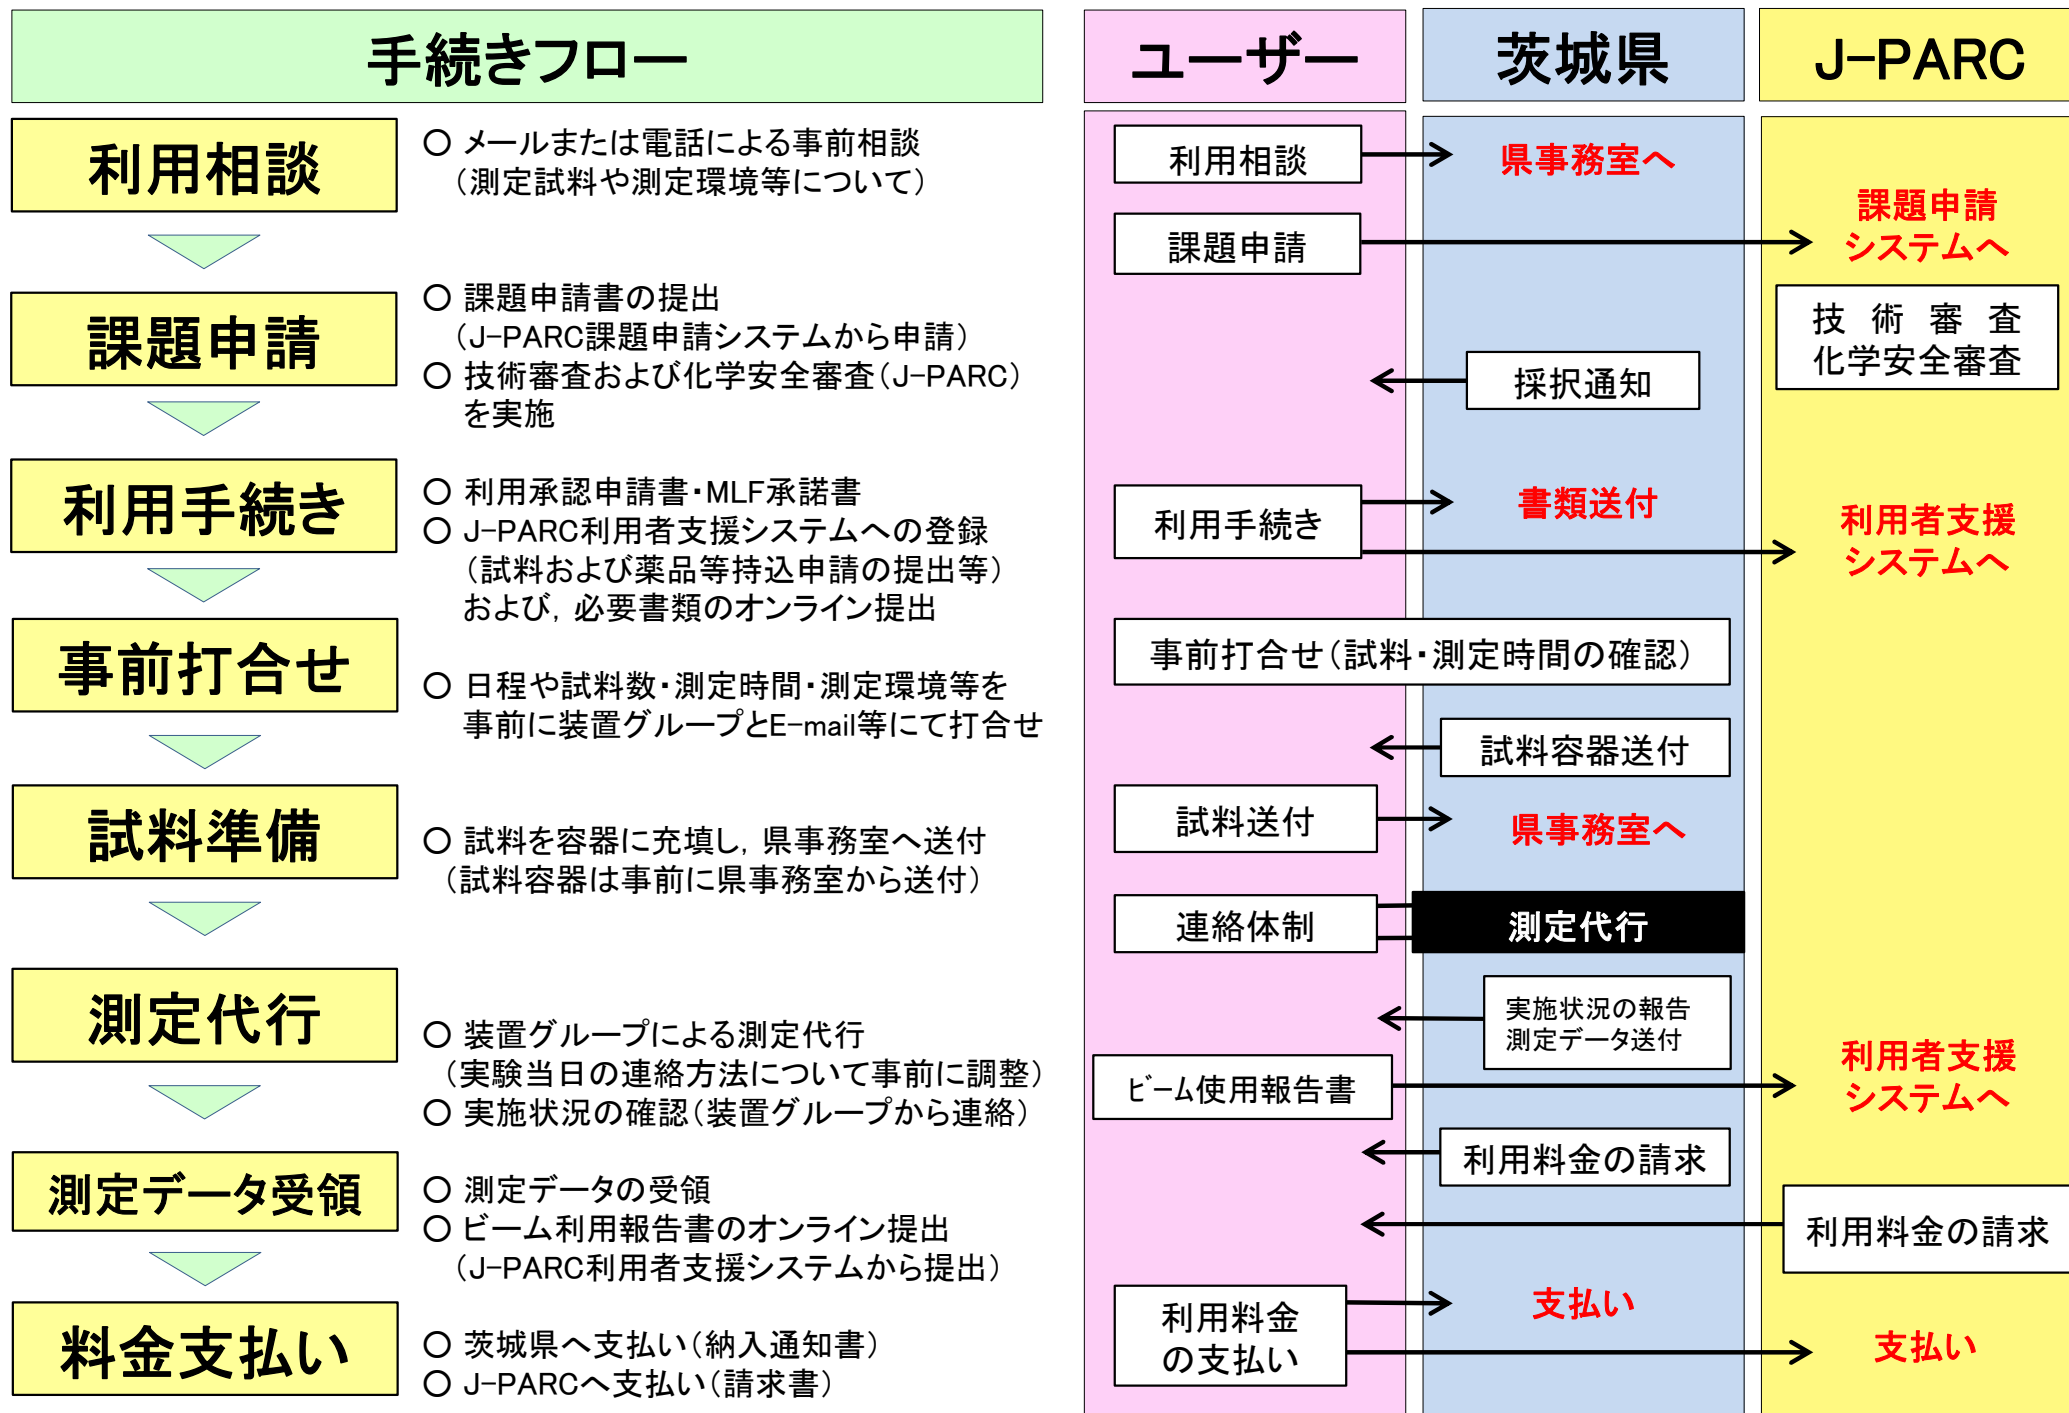 手続きフロー
利用相談
○ メールまたは電話による事前相談
（測定試料や測定環境等について）
課題申請
○ 課題申請書の提出
（J-PARC課題申請システムから申請）
○ 技術審査および化学安全審査（J-PARC）
を実施
利用手続き
○ 利用承認申請書・MLF承諾書
○ J-PARC利用者支援システムへの登録
（試料および薬品等持込申請の提出等）
および，必要書類のオンライン提出
事前打合せ
○ 日程や試料数・測定時間・測定環境等を
事前に装置グループとE-mail等にて打合せ
試料準備
○ 試料を容器に充填し，県事務室へ送付
（試料容器は事前に県事務室から送付）
測定代行
○ 装置グループによる測定代行
（実験当日の連絡方法について事前に調整）
○ 実施状況の確認（装置グループから連絡）
測定データ受領
○ 測定データの受領
○ ビーム利用報告書のオンライン提出
（J-PARC利用者支援システムから提出）
料金支払い
○ 茨城県へ支払い（納入通知書）
○ J-PARCへ支払い（請求書）
ユーザー
茨城県
J-PARC
利用相談
県事務室へ
課題申請
課題申請
システムへ
技 術 審 査
化学安全審査
採択通知
利用手続き
書類送付
利用者支援
システムへ
事前打合せ（試料・測定時間の確認）
試料容器送付
試料送付
県事務室へ
連絡体制
測定代行
実施状況の報告
測定データ送付
ﾋﾞｰﾑ使用報告書
利用者支援
システムへ
利用料金の請求
利用料金の請求
利用料金
の支払い
支払い
支払い